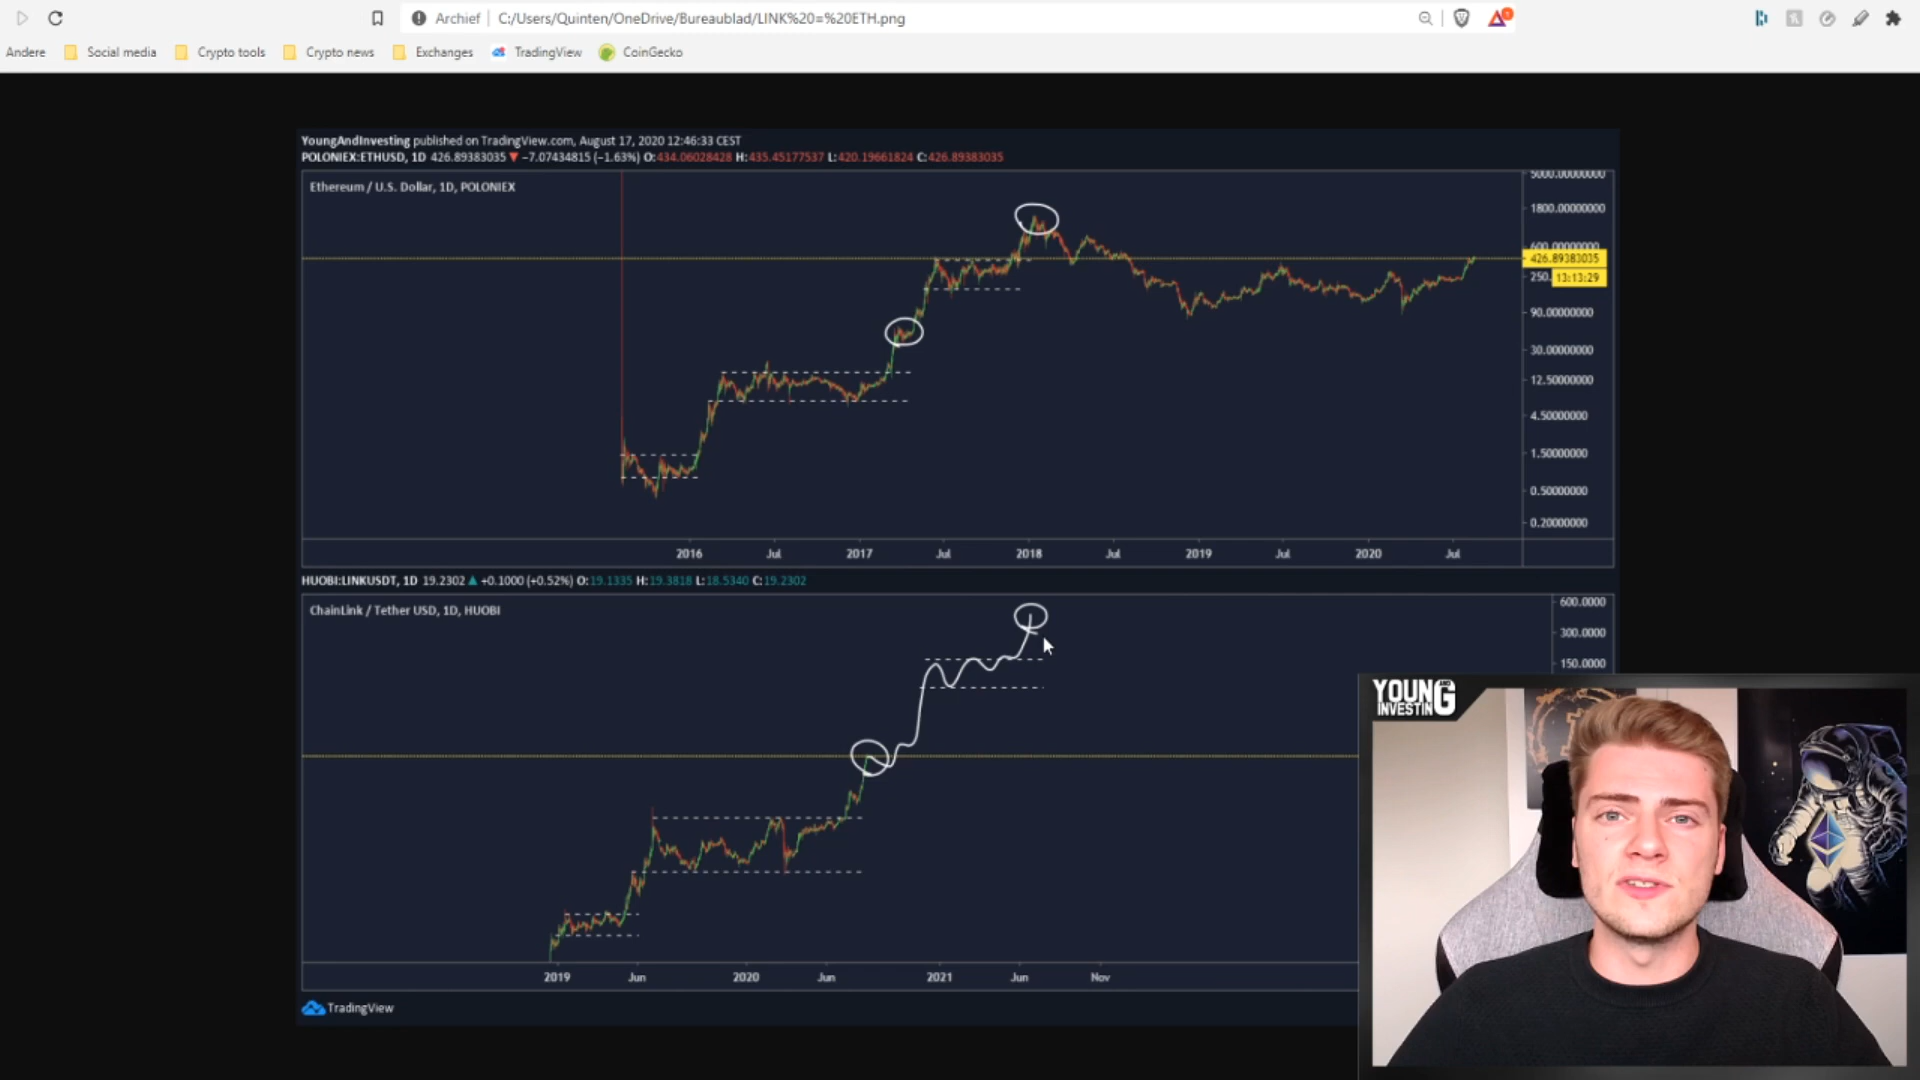 Archief C:/Users/Quinten/OneDrive/Bureaublad/LINK%20=%20ETH.png
Andere Social media Crypto tools Crypto news Exchanges TradingView CoinGecko
YoungAndInvesting published on TradingView.com, August 17, 2020 12:46:33 CEST
POLONIEX:ETHUSD, 1D 426.89383035 ▼ −7.07434815 (−1.63%) O:434.06028428 H:435.45177537 L:420.19661824 C:426.89383035
Ethereum / U.S. Dollar, 1D, POLONIEX
5000.00000000
1800.00000000
600.00000000
426.89383035
250.
13:13:29
90.00000000
30.00000000
12.50000000
4.50000000
1.50000000
0.50000000
0.20000000
2016 Jul 2017 Jul 2018 Jul 2019 Jul 2020 Jul
HUOBI:LINKUSDT, 1D 19.2302 ▲ +0.1000 (+0.52%) O:19.1335 H:19.3818 L:18.5340 C:19.2302
ChainLink / Tether USD, 1D, HUOBI
600.0000
300.0000
150.0000
2019 Jun 2020 Jun 2021 Jun Nov
TradingView
YOUNG AND
INVESTING